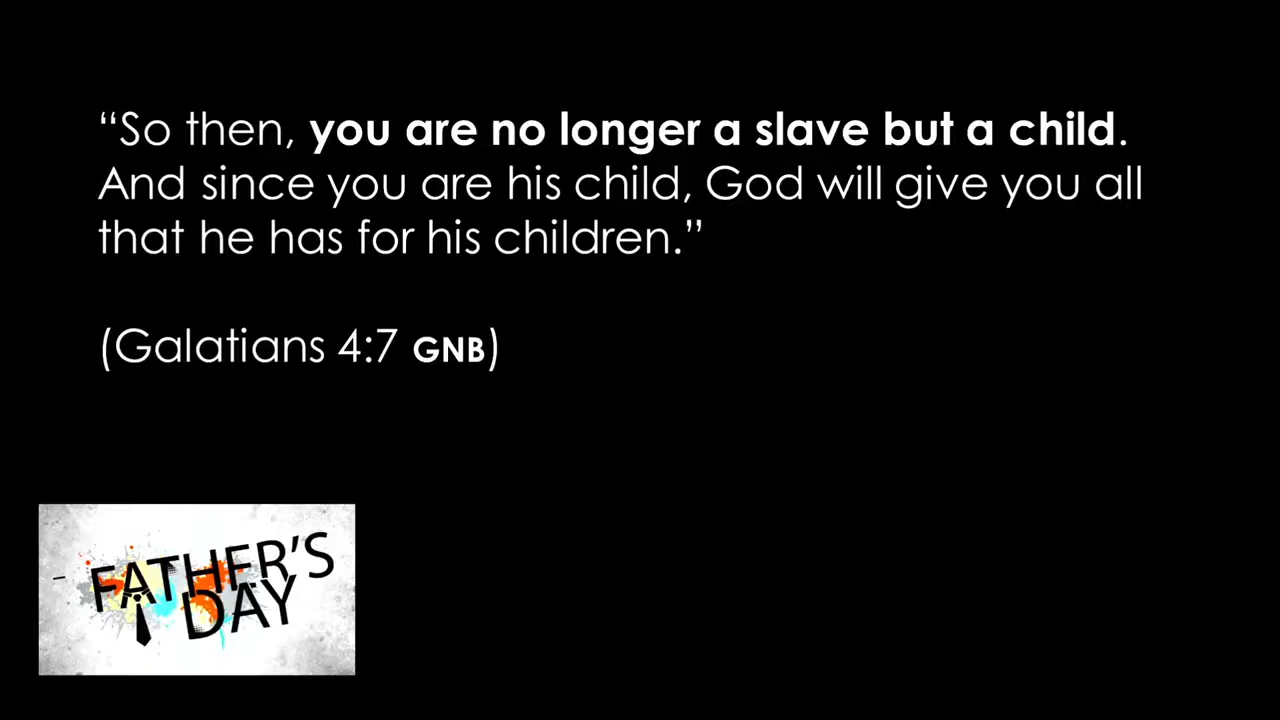 “So then, you are no longer a slave but a child.
And since you are his child, God will give you all
that he has for his children.”
(Galatians 4:7 GNB)
FATHER'S
DAY